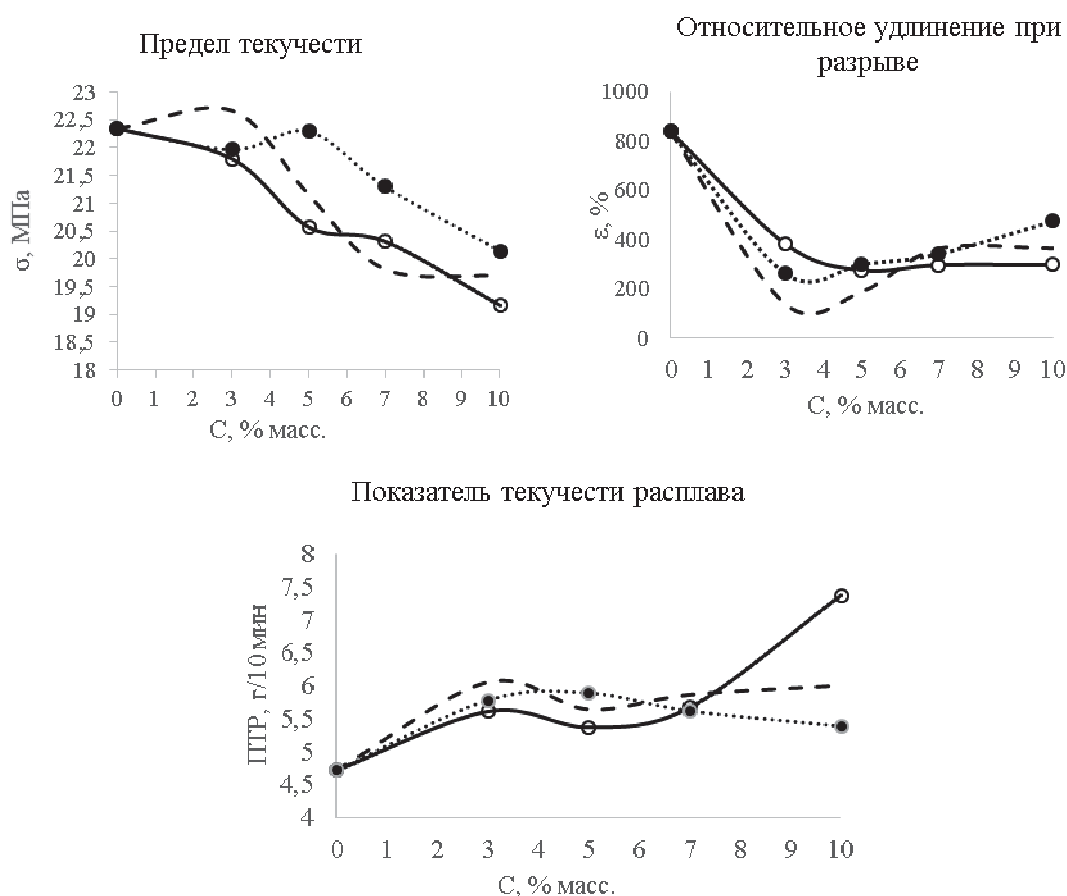 Предел текучести
σ, МПа
23
22,5
22
21,5
21
20,5
20
19,5
19
18,5
18
0 1 2 3 4 5 6 7 8 9 10
С, % масс.
Относительное удлинение при
разрыве
ε, %
1000
800
600
400
200
0
0 1 2 3 4 5 6 7 8 9 10
С, % масс.
Показатель текучести расплава
ПТР, г/10 мин
8
7,5
7
6,5
6
5,5
5
4,5
4
0 1 2 3 4 5 6 7 8 9 10
С, % масс.